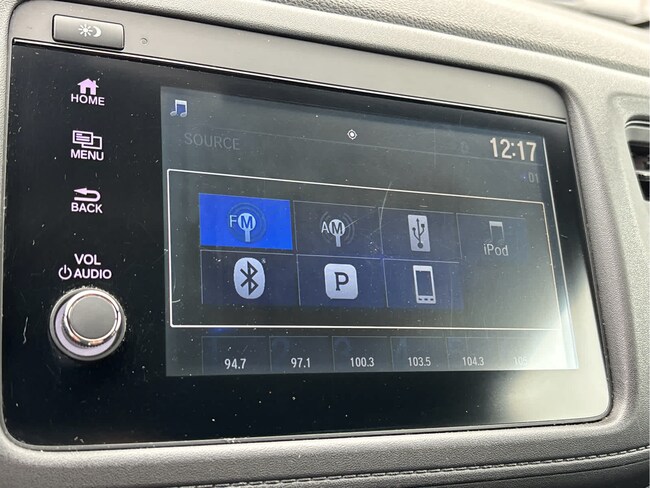 HOME
MENU
BACK
VOL
AUDIO
SOURCE
12:17
01
FM
AM
iPod
P
94.7 97.1 100.3 103.5 104.3